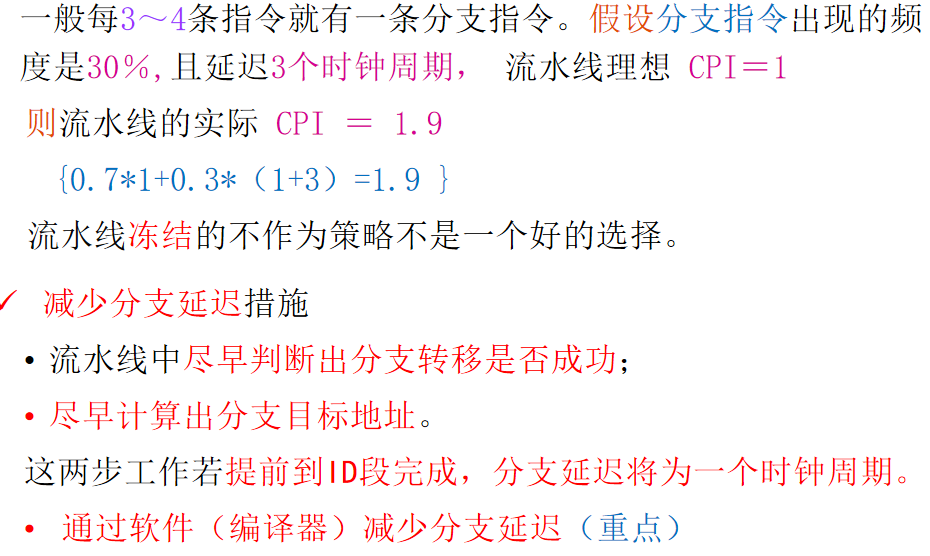 一般每3～4条指令就有一条分支指令。假设分支指令出现的频
度是30％,且延迟3个时钟周期， 流水线理想 CPI＝1
则流水线的实际 CPI ＝ 1.9
{0.7*1+0.3*（1+3）=1.9 }
流水线冻结的不作为策略不是一个好的选择。
✓ 减少分支延迟措施
• 流水线中尽早判断出分支转移是否成功；
• 尽早计算出分支目标地址。
这两步工作若提前到ID段完成，分支延迟将为一个时钟周期。
• 通过软件（编译器）减少分支延迟（重点）